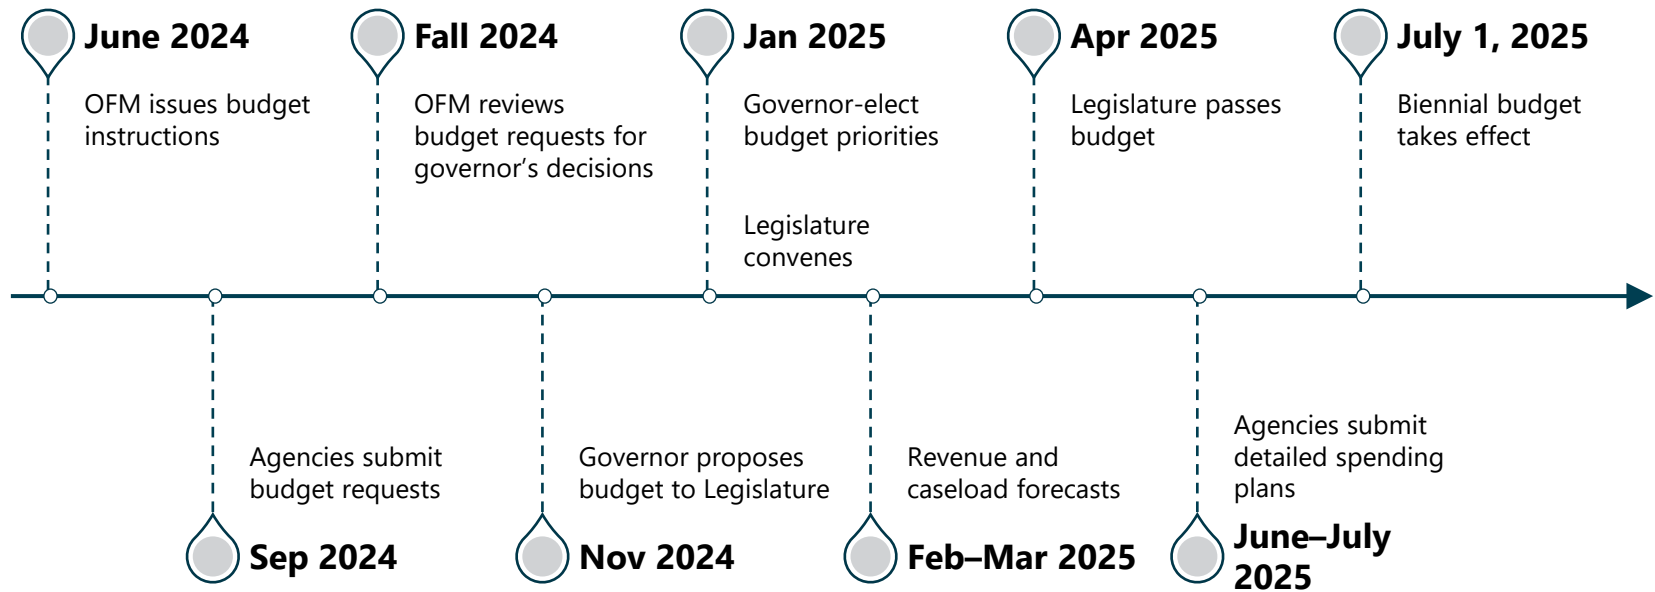 June 2024
OFM issues budget
instructions
Fall 2024
OFM reviews
budget requests for
governor’s decisions
Jan 2025
Governor-elect
budget priorities
Legislature
convenes
Apr 2025
Legislature passes
budget
July 1, 2025
Biennial budget
takes effect
Agencies submit
budget requests
Sep 2024
Governor proposes
budget to Legislature
Nov 2024
Revenue and
caseload forecasts
Feb–Mar 2025
Agencies submit
detailed spending
plans
June–July
2025